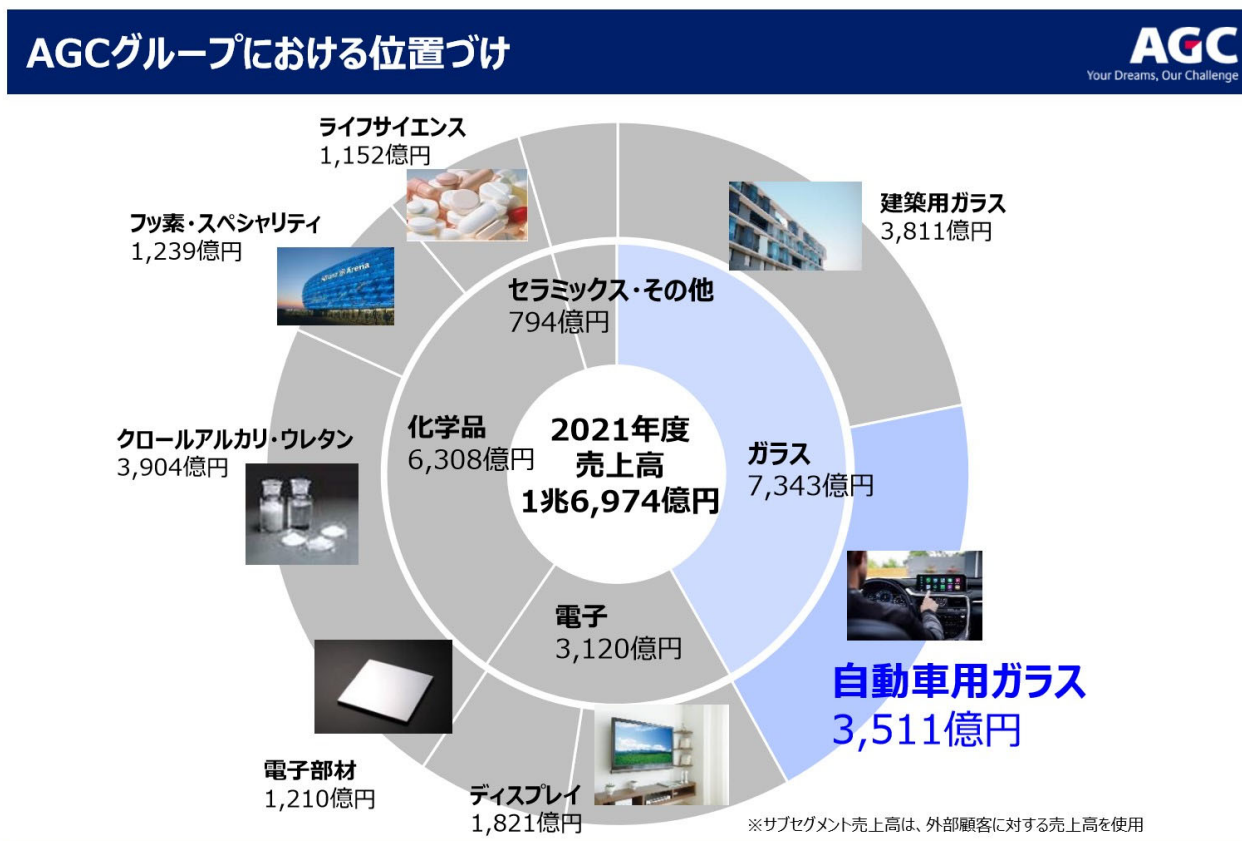 AGCグループにおける位置づけ
AGC
Your Dreams, Our Challenge
ライフサイエンス
1,152億円
フッ素・スペシャリティ
1,239億円
Allianz Arena
建築用ガラス
3,811億円
セラミックス・その他
794億円
クロールアルカリ・ウレタン
3,904億円
化学品
6,308億円
2021年度
売上高
1兆6,974億円
ガラス
7,343億円
電子
3,120億円
自動車用ガラス
3,511億円
電子部材
1,210億円
ディスプレイ
1,821億円
※サブセグメント売上高は、外部顧客に対する売上高を使用